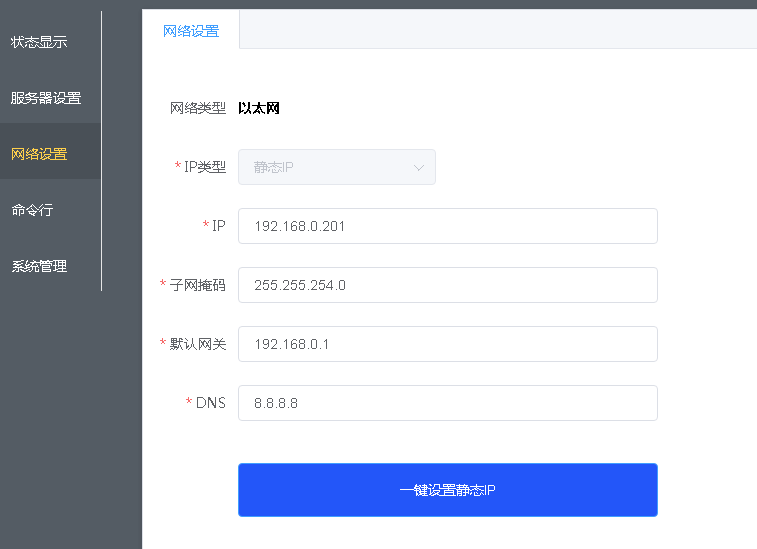 状态显示
服务器设置
网络设置
命令行
系统管理
网络设置
网络类型 以太网
* IP类型 静态IP
* IP 192.168.0.201
* 子网掩码 255.255.254.0
* 默认网关 192.168.0.1
* DNS 8.8.8.8
一键设置静态IP